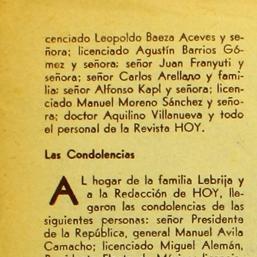 cenciado Leopoldo Baeza Aceves y se-
ñora; licenciado Agustín Barrios Gó-
mez y señora; señor Juan Franyuti y
señora; señor Carlos Arellano y fami-
lia; señor Alfonso Kapl y señora; licen-
ciado Manuel Moreno Sánchez y seño-
ra; doctor Aquilino Villanueva y todo
el personal de la Revista HOY.
Las Condolencias
AL hogar de la familia Lebrija y
a la Redacción de HOY, lle-
garon las condolencias de las
siguientes personas: señor Presidente
de la República, general Manuel Avila
Camacho; licenciado Miguel Alemán,